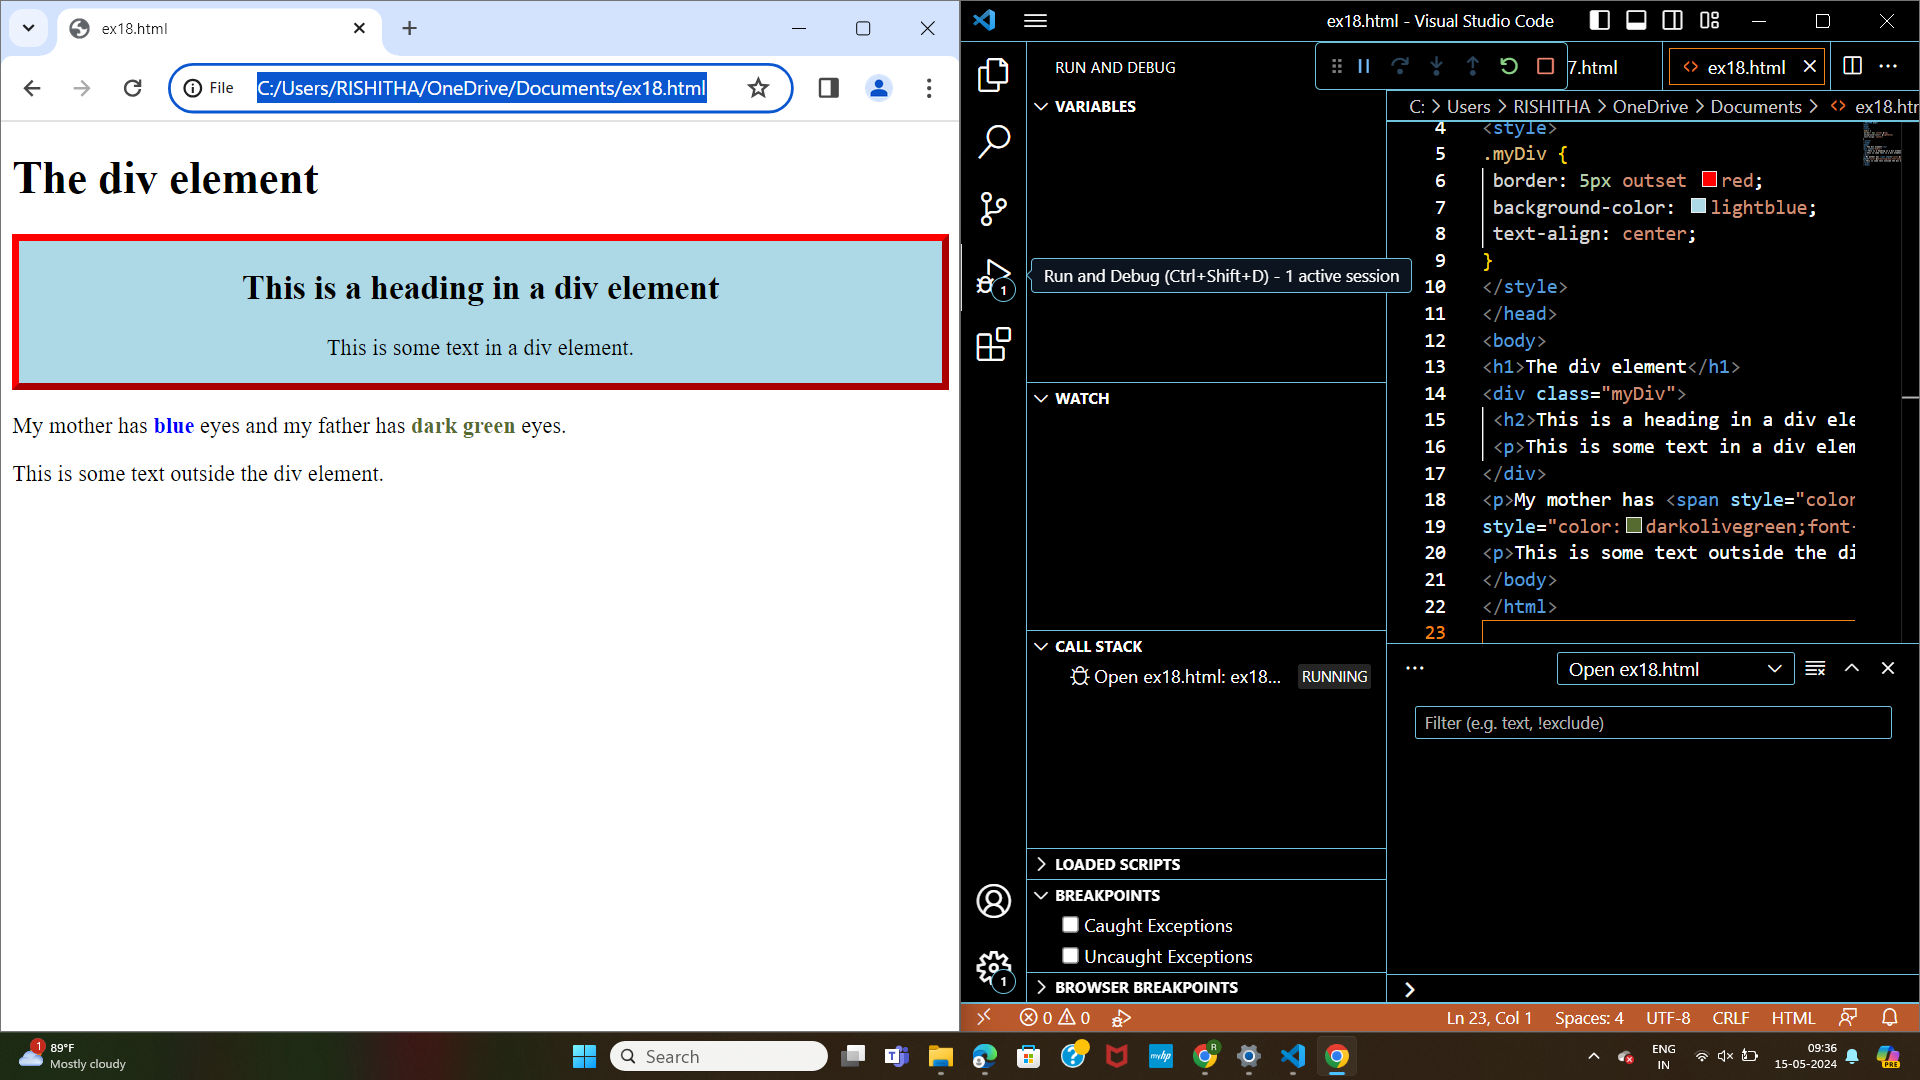 ex18.html
File
C:/Users/RISHITHA/OneDrive/Documents/ex18.html
The div element
This is a heading in a div element
This is some text in a div element.
My mother has blue eyes and my father has dark green eyes.
This is some text outside the div element.
ex18.html - Visual Studio Code
RUN AND DEBUG
VARIABLES
Run and Debug (Ctrl+Shift+D) - 1 active session
1
WATCH
CALL STACK
Open ex18.html: ex18... RUNNING
LOADED SCRIPTS
BREAKPOINTS
Caught Exceptions
Uncaught Exceptions
BROWSER BREAKPOINTS
1
7.html
ex18.html
C: > Users > RISHITHA > OneDrive > Documents > <> ex18.htm
4 <style>
5 .myDiv {
6 border: 5px outset red;
7 background-color: lightblue;
8 text-align: center;
9 }
10 </style>
11 </head>
12 <body>
13 <h1>The div element</h1>
14 <div class="myDiv">
15 <h2>This is a heading in a div ele
16 <p>This is some text in a div elem
17 </div>
18 <p>My mother has <span style="color
19 style="color:darkolivegreen;font-
20 <p>This is some text outside the di
21 </body>
22 </html>
23
Open ex18.html
Filter (e.g. text, !exclude)
0 0
Ln 23, Col 1 Spaces: 4 UTF-8 CRLF HTML
1
89°F
Mostly cloudy
Search
myhp
R
ENG
IN
09:36
15-05-2024
PRE